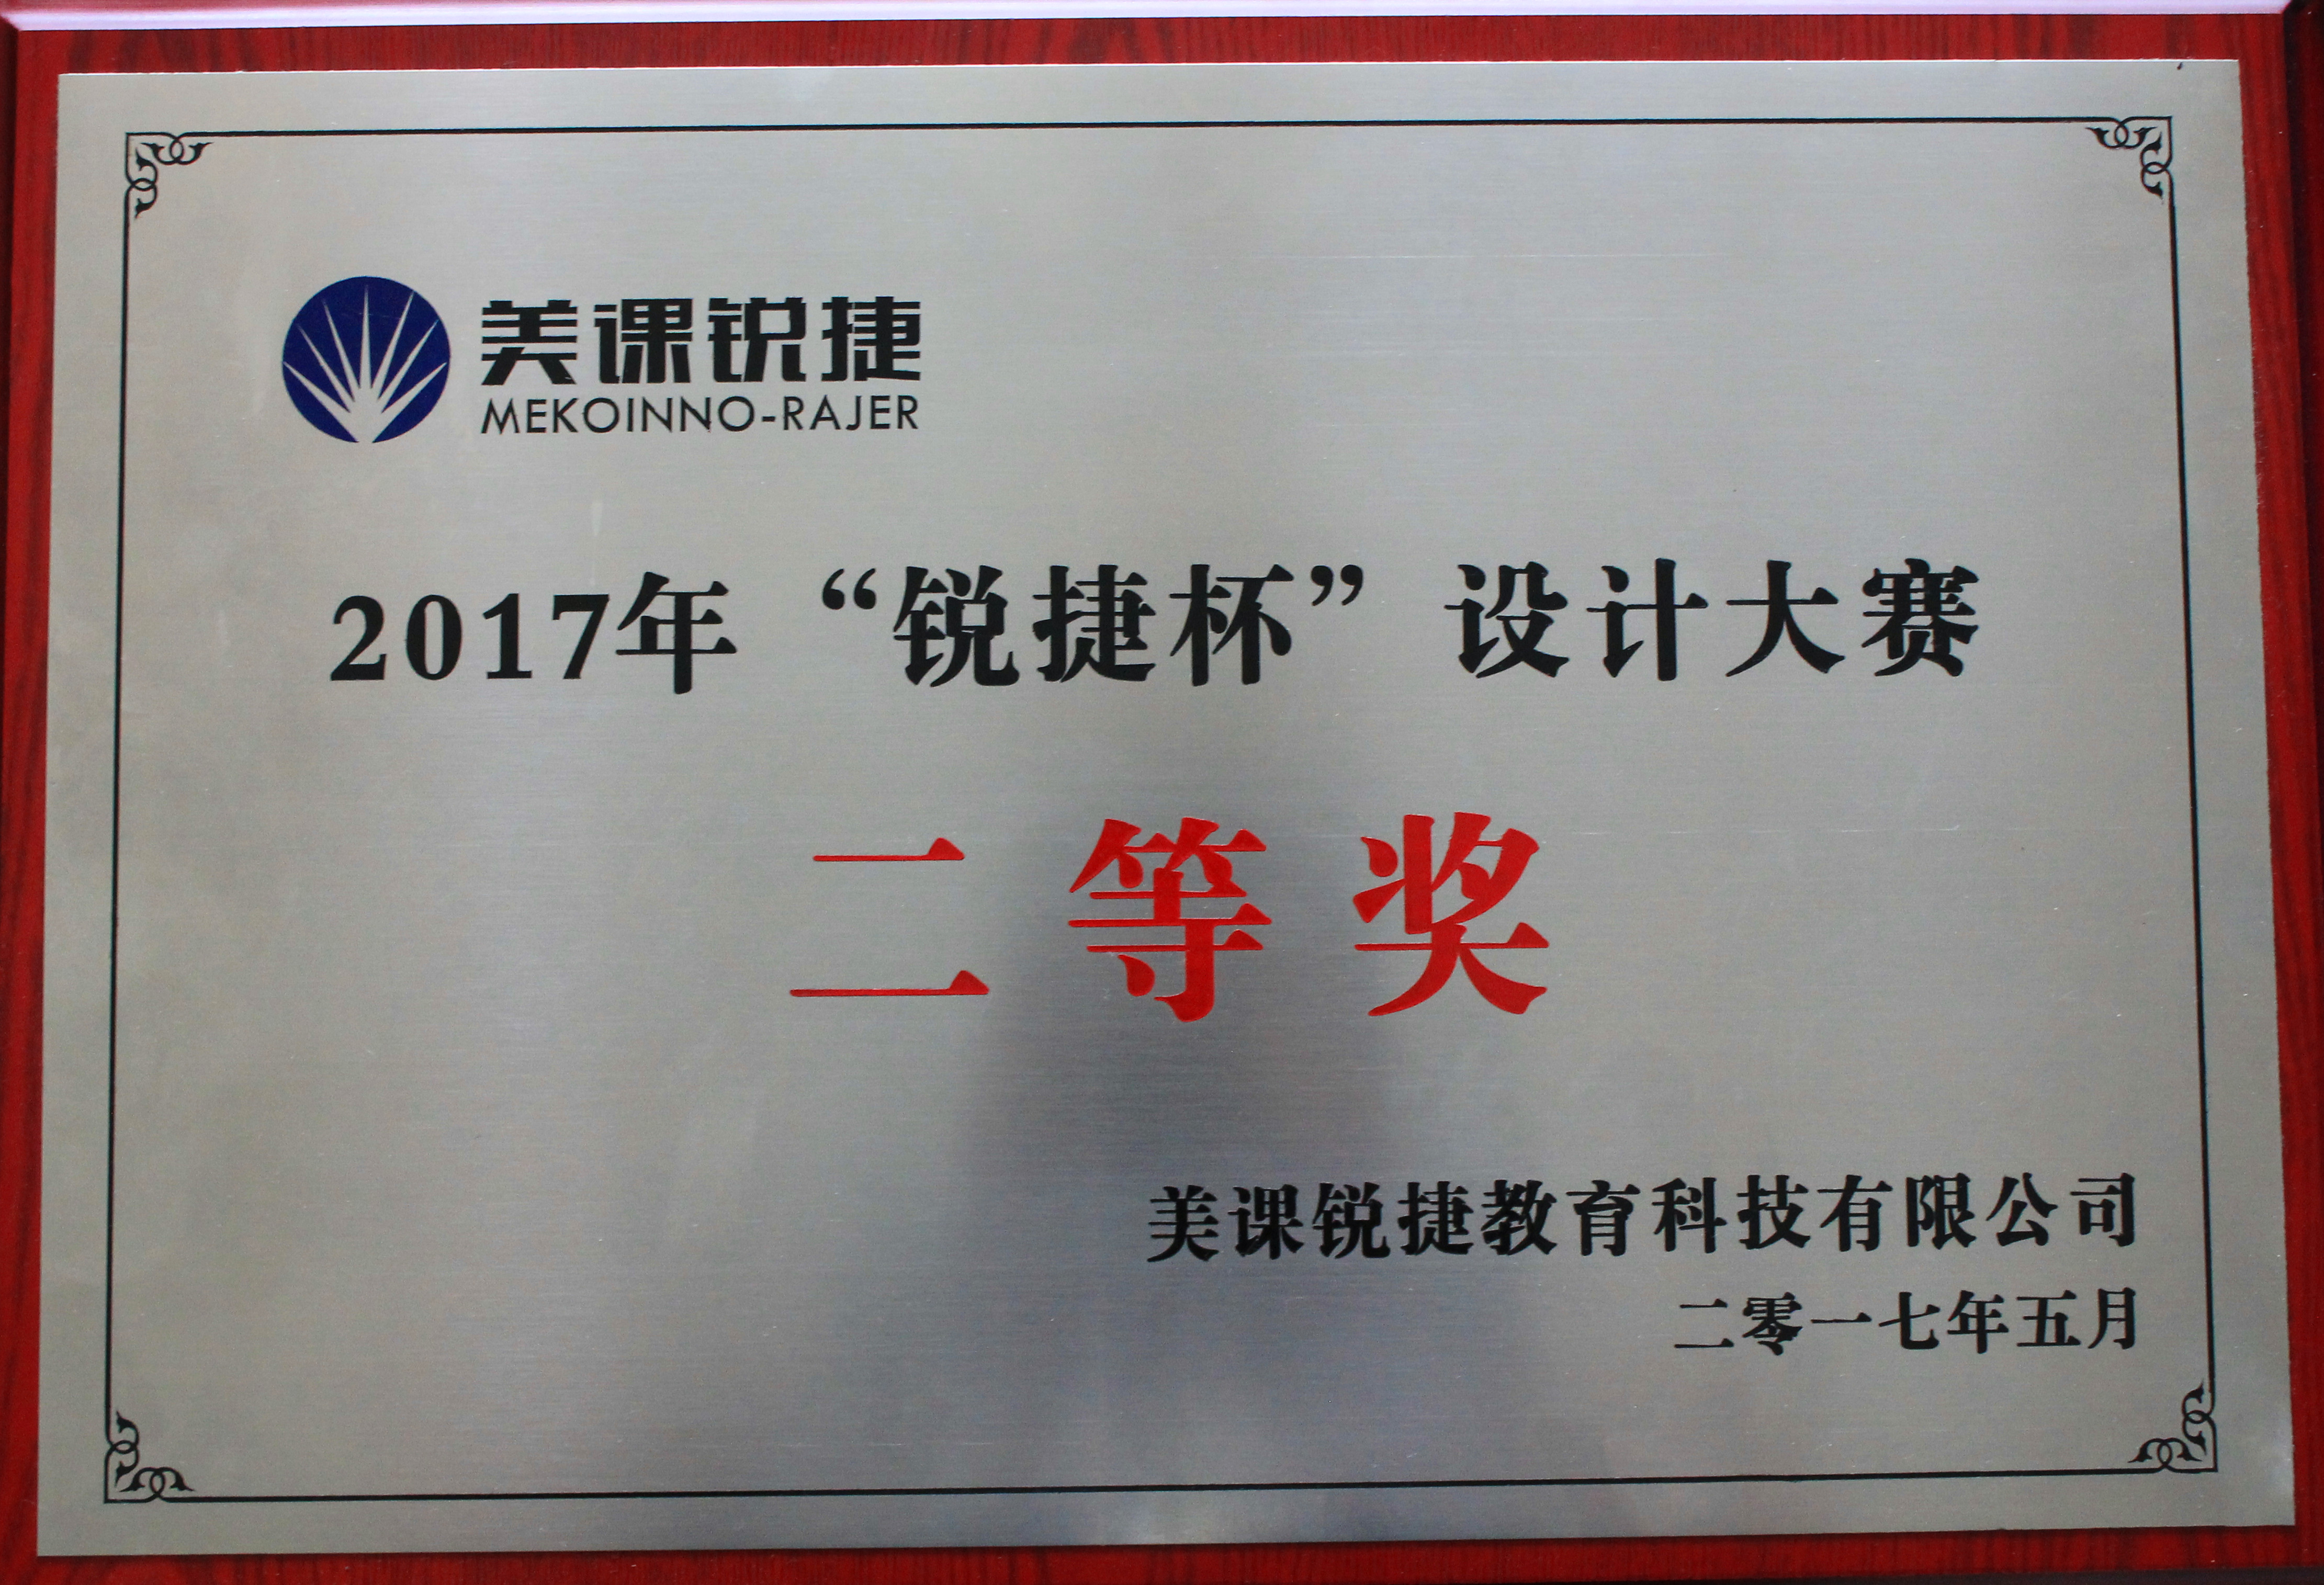 美课锐捷
MEKOINNO-RAJER
2017年“锐捷杯”设计大赛
二等奖
美课锐捷教育科技有限公司
二零一七年五月